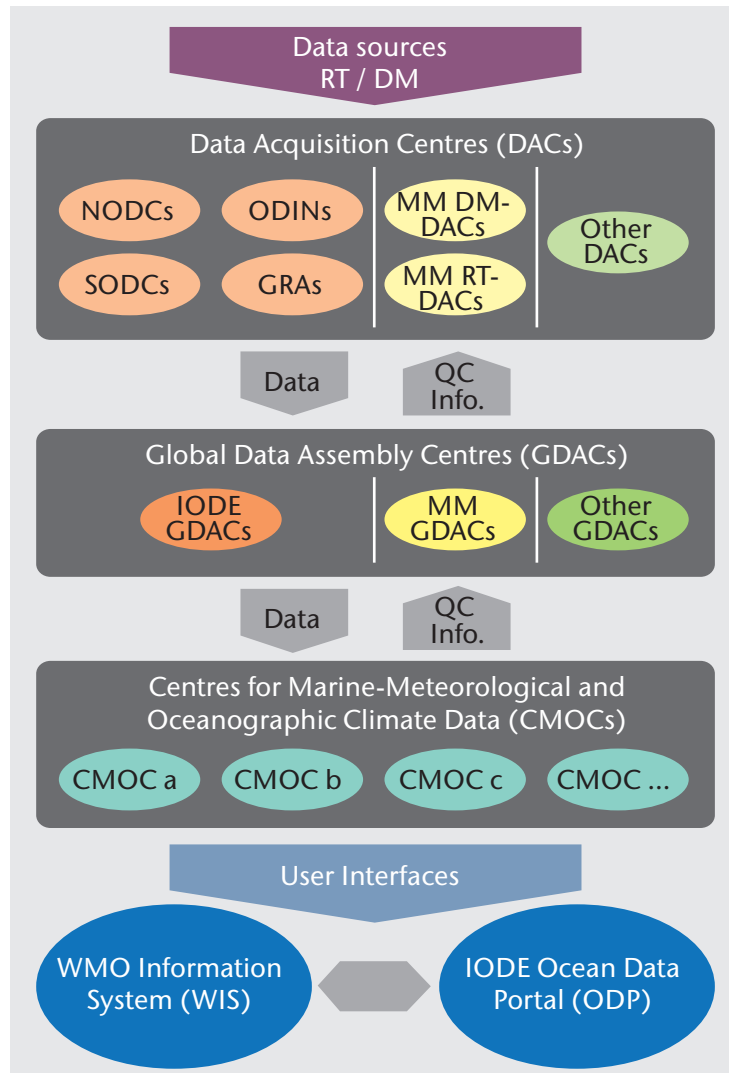 Data sources
RT / DM
Data Acquisition Centres (DACs)
NODCs
ODINs
MM DM-
DACs
Other
DACs
SODCs
GRAs
MM RT-
DACs
Data
QC
Info.
Global Data Assembly Centres (GDACs)
IODE
GDACs
MM
GDACs
Other
GDACs
Data
QC
Info.
Centres for Marine-Meteorological and
Oceanographic Climate Data (CMOCs)
CMOC a
CMOC b
CMOC c
CMOC ...
User Interfaces
WMO Information
System (WIS)
IODE Ocean Data
Portal (ODP)